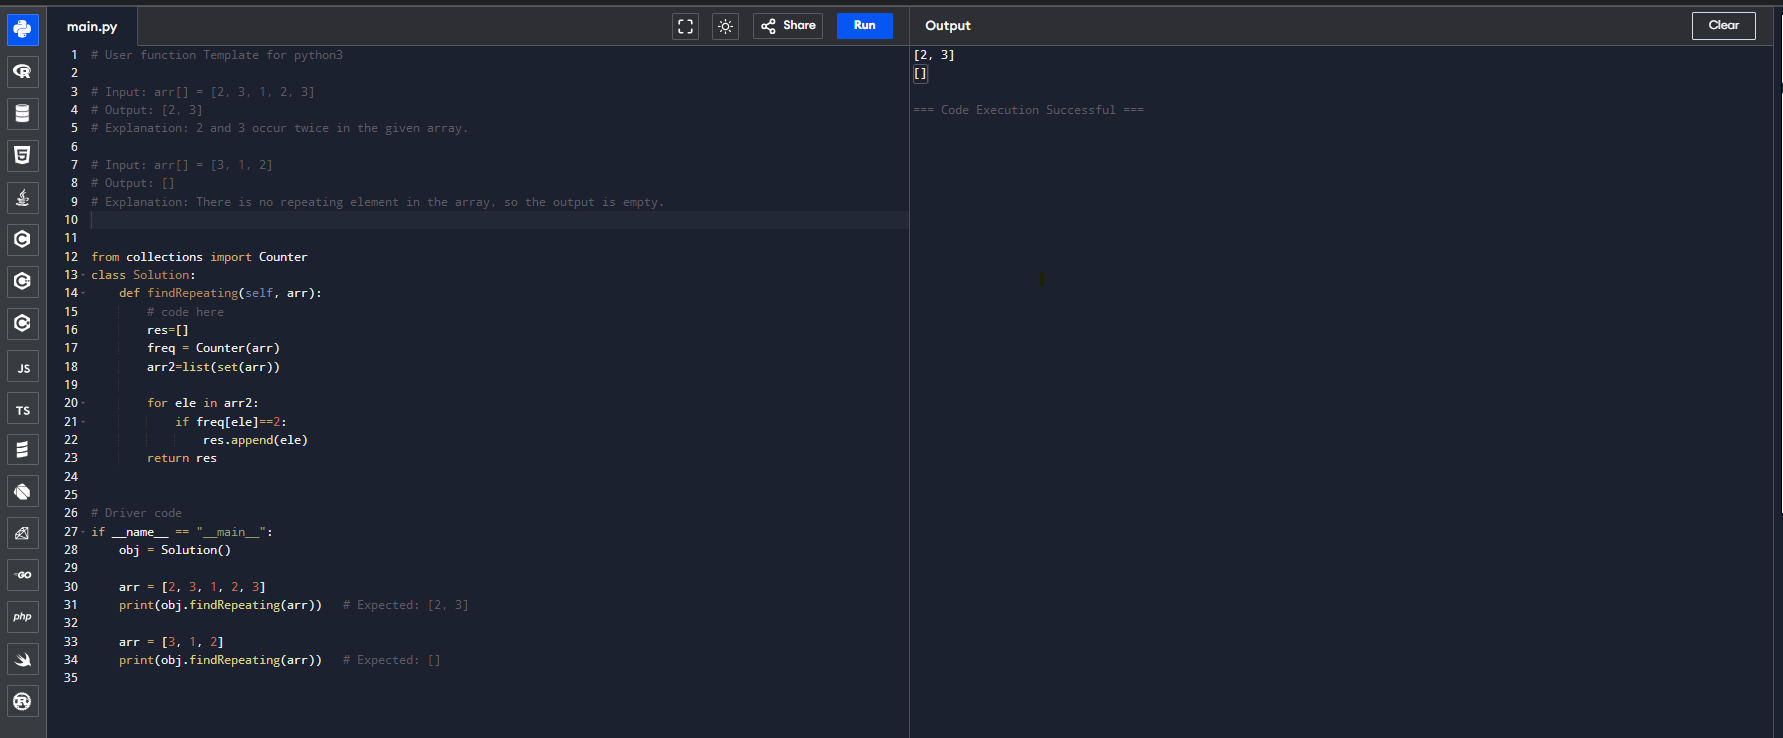 main.py
Share
Run
Output
Clear
1 # User function Template for python3
2
3 # Input: arr[] = [2, 3, 1, 2, 3]
4 # Output: [2, 3]
5 # Explanation: 2 and 3 occur twice in the given array.
6
7 # Input: arr[] = [3, 1, 2]
8 # Output: []
9 # Explanation: There is no repeating element in the array, so the output is empty.
10
11
12 from collections import Counter
13 class Solution:
14     def findRepeating(self, arr):
15         # code here
16         res=[]
17         freq = Counter(arr)
18         arr2=list(set(arr))
19
20         for ele in arr2:
21             if freq[ele]==2:
22                 res.append(ele)
23         return res
24
25
26 # Driver code
27 if __name__ == "__main__":
28     obj = Solution()
29
30     arr = [2, 3, 1, 2, 3]
31     print(obj.findRepeating(arr))   # Expected: [2, 3]
32
33     arr = [3, 1, 2]
34     print(obj.findRepeating(arr))   # Expected: []
35
[2, 3]
[]
=== Code Execution Successful ===
R
5
C
C
C
JS
TS
GO
php
R